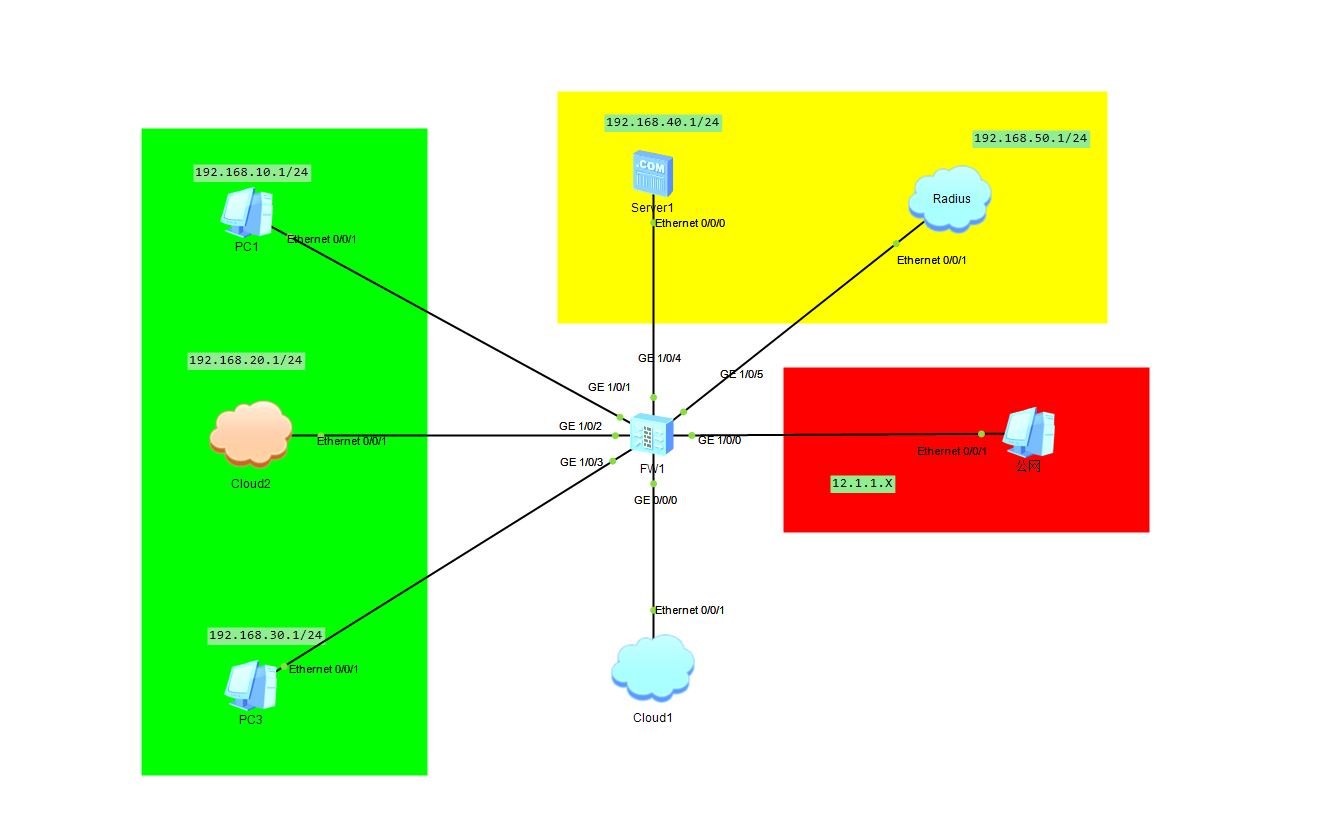 192.168.10.1/24
PC1
Ethernet 0/0/1
192.168.20.1/24
Ethernet 0/0/1
Cloud2
192.168.30.1/24
Ethernet 0/0/1
PC3
192.168.40.1/24
.COM
Server1
Ethernet 0/0/0
192.168.50.1/24
Radius
Ethernet 0/0/1
GE 1/0/4
GE 1/0/5
GE 1/0/1
GE 1/0/2
GE 1/0/0
GE 1/0/3
FW1
GE 0/0/0
Ethernet 0/0/1
公网
12.1.1.X
Ethernet 0/0/1
Cloud1